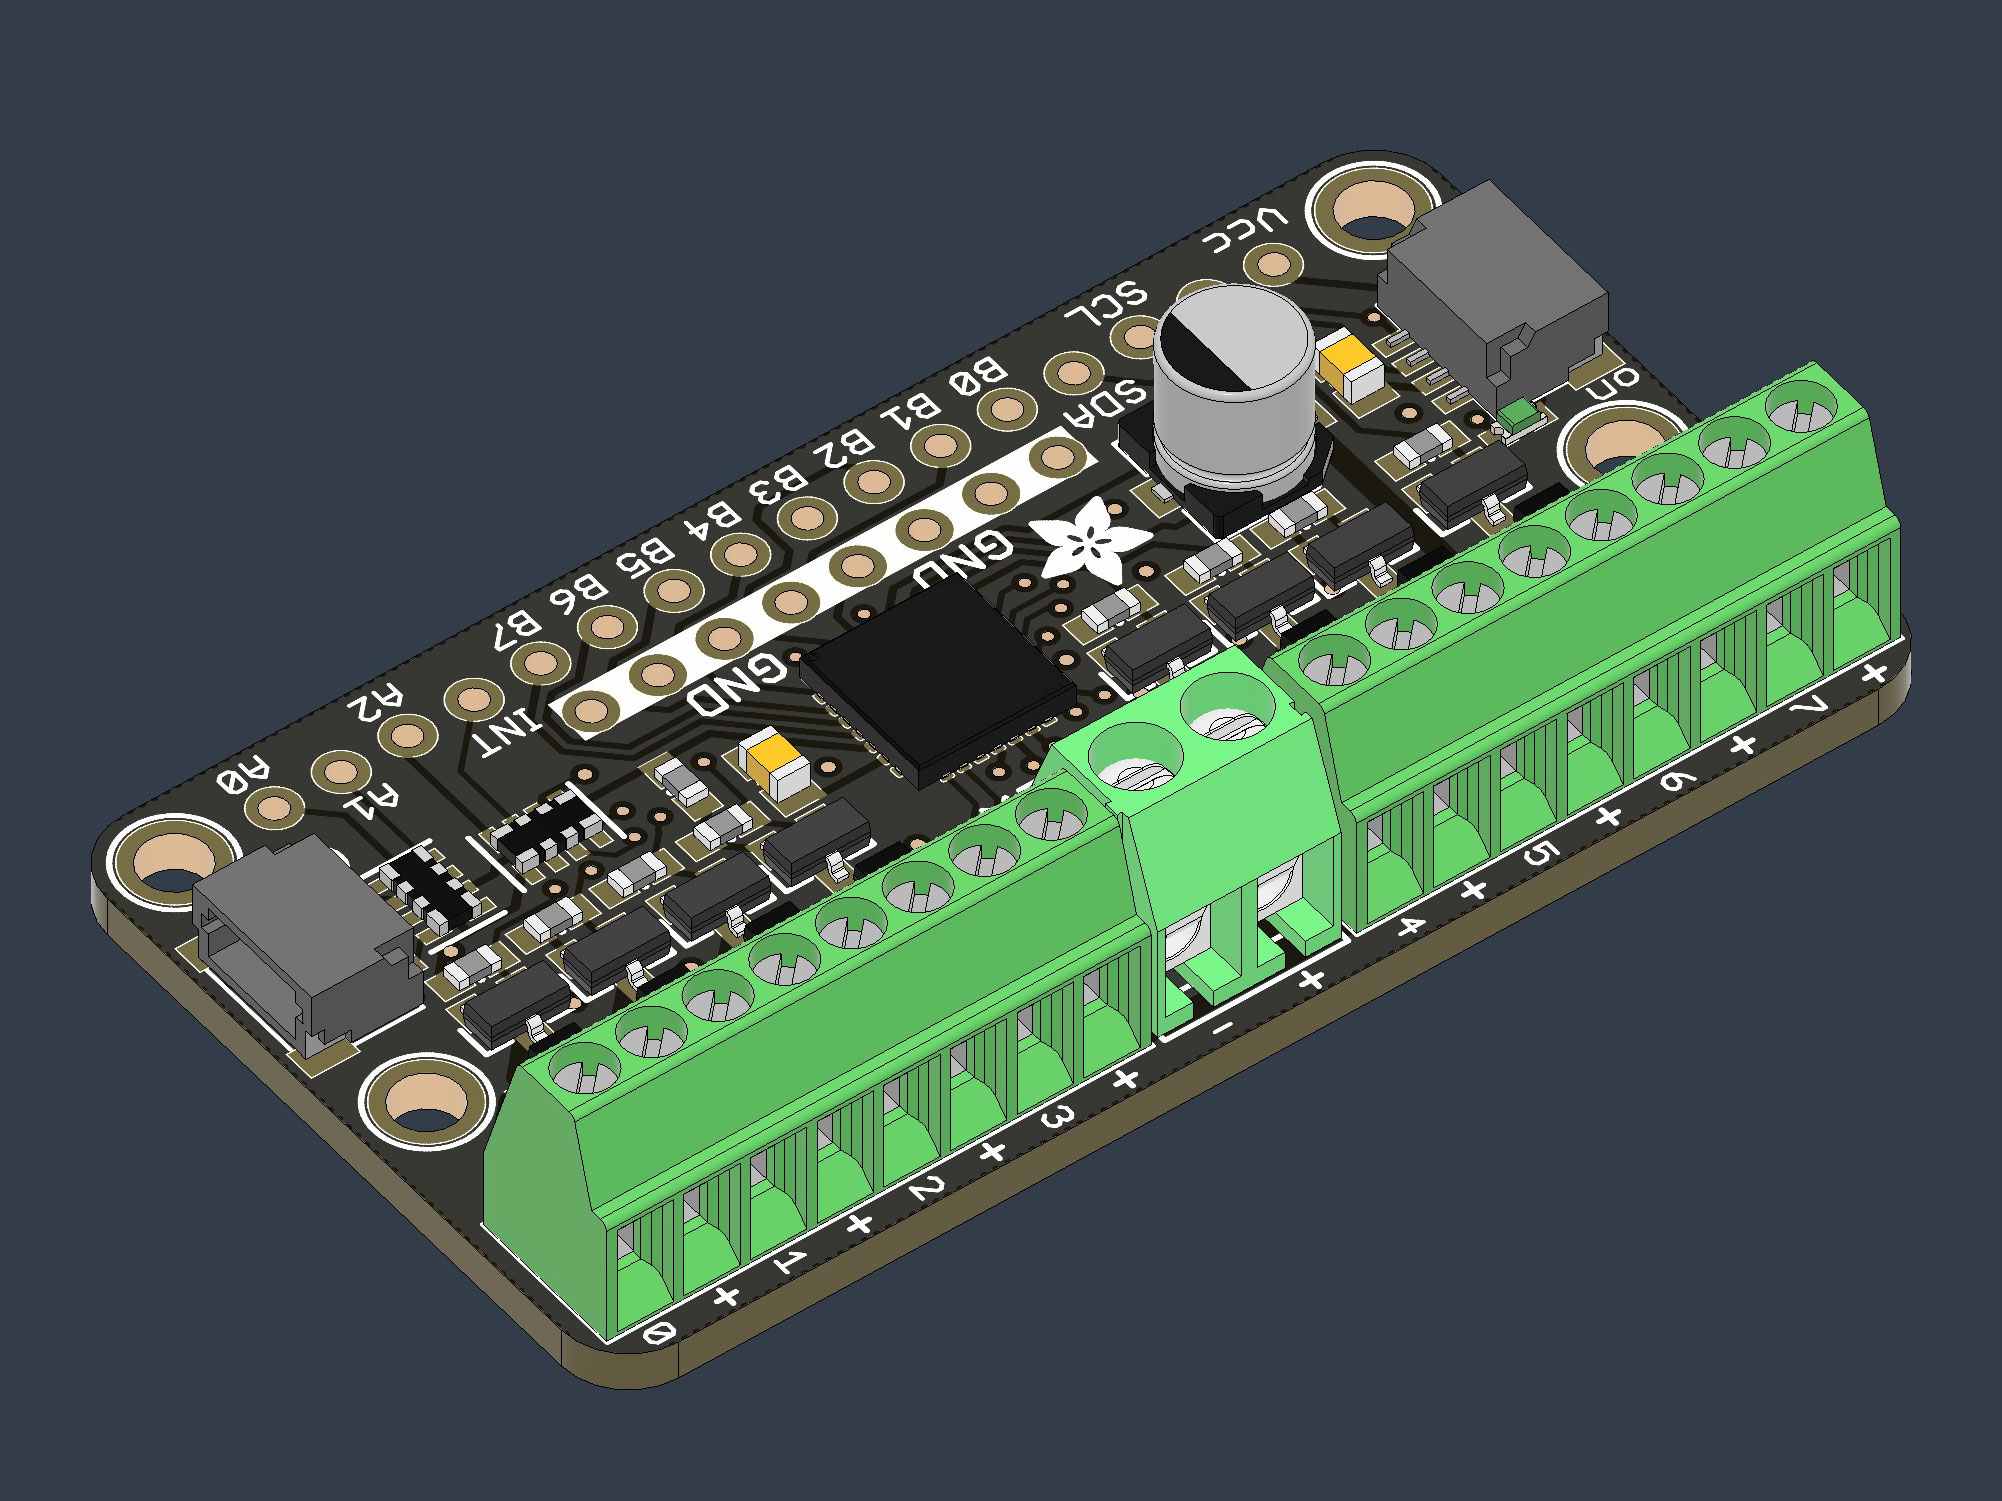 VCC
SCL
SDA
B0
B1
B2
B3
B4
B5
B6
B7
INT
A2
A1
A0
GND
GND
on
0 + 1 + 2 + 3 +
- +
4 + 5 + 6 + 7 +